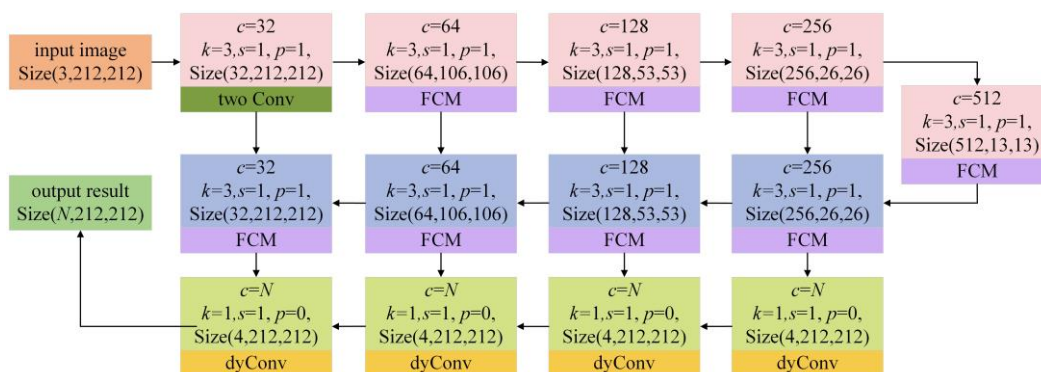 input image
Size(3,212,212)
c=32
k=3,s=1, p=1,
Size(32,212,212)
two Conv
c=64
k=3,s=1, p=1,
Size(64,106,106)
FCM
c=128
k=3,s=1, p=1,
Size(128,53,53)
FCM
c=256
k=3,s=1, p=1,
Size(256,26,26)
FCM
c=512
k=3,s=1, p=1,
Size(512,13,13)
FCM
output result
Size(N,212,212)
c=32
k=3,s=1, p=1,
Size(32,212,212)
FCM
c=64
k=3,s=1, p=1,
Size(64,106,106)
FCM
c=128
k=3,s=1, p=1,
Size(128,53,53)
FCM
c=256
k=3,s=1, p=1,
Size(256,26,26)
FCM
c=N
k=1,s=1, p=0,
Size(4,212,212)
dyConv
c=N
k=1,s=1, p=0,
Size(4,212,212)
dyConv
c=N
k=1,s=1, p=0,
Size(4,212,212)
dyConv
c=N
k=1,s=1, p=0,
Size(4,212,212)
dyConv